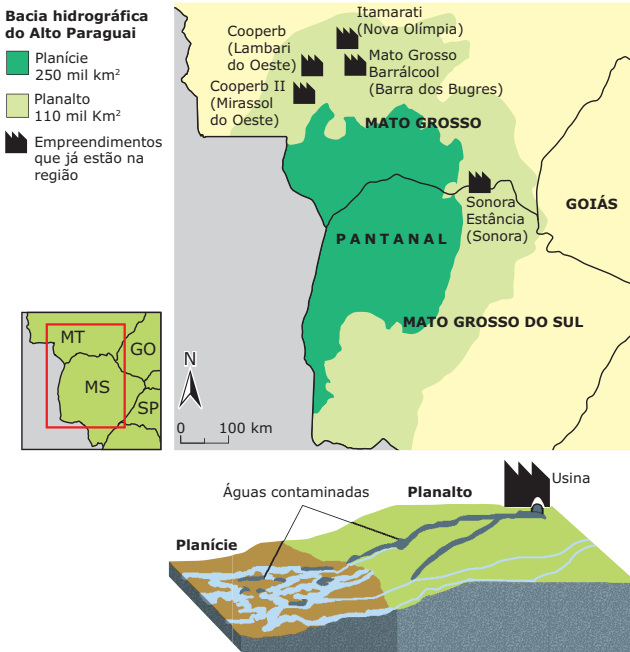 Bacia hidrográfica
do Alto Paraguai
Planície
250 mil km²
Planalto
110 mil Km²
Empreendimentos
que já estão na
região
Itamarati
(Nova Olímpia)
Cooperb
(Lambari
do Oeste)
Mato Grosso
Barrálcool
(Barra dos Bugres)
Cooperb II
(Mirassol
do Oeste)
MATO GROSSO
Sonora
Estância
(Sonora)
GOIÁS
PANTANAL
MATO GROSSO DO SUL
MT
GO
MS
SP
N
0 100 km
Usina
Águas contaminadas
Planalto
Planície